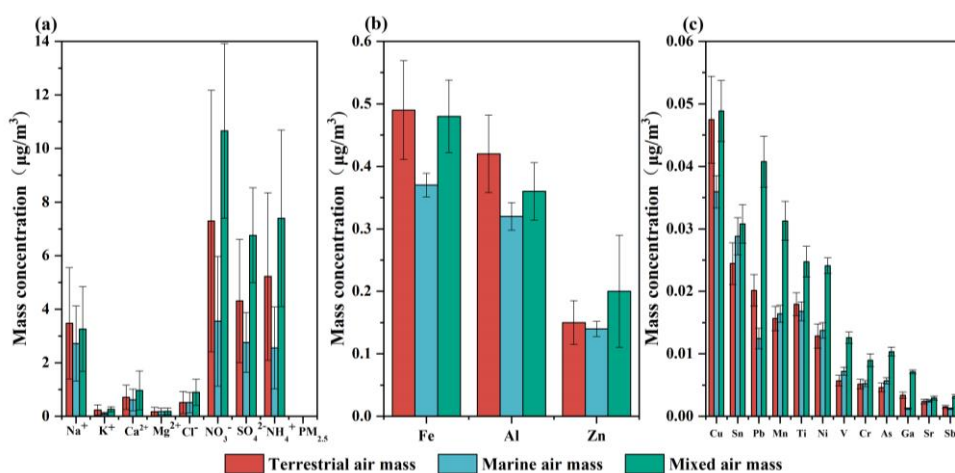 (a)
(b)
(c)
Mass concentration（μg/m³）
14
12
10
8
6
4
2
0
Na⁺ K⁺ Ca²⁺ Mg²⁺ Cl⁻ NO₃⁻ SO₄²⁻ NH₄⁺ PM₂.₅
Mass concentration（μg/m³）
0.6
0.5
0.4
0.3
0.2
0.1
0.0
Fe Al Zn
Mass concentration（μg/m³）
0.06
0.05
0.04
0.03
0.02
0.01
0.00
Cu Sn Pb Mn Ti Ni V Cr As Ga Sr Sb
Terrestrial air mass Marine air mass Mixed air mass